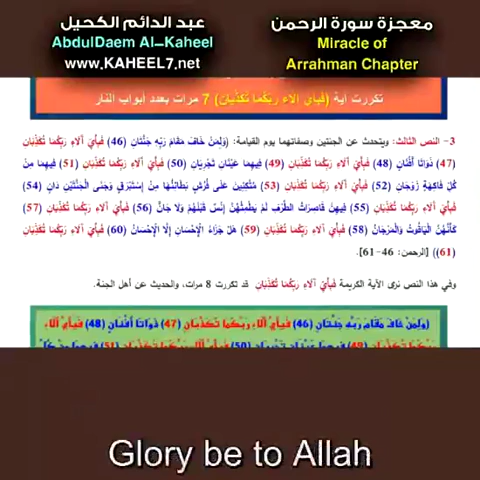 معجزة سورة الرحمن
Miracle of
Arrahman Chapter
عبد الدائم الكحيل
AbdulDaem Al-Kaheel
www.KAHEEL7.net
تكررت آية (فَبِأَيِّ آلَاءِ رَبِّكُمَا تُكَذِّبَانِ) 7 مرات بعدد أبواب النار
3- النص الثالث: ويتحدث عن الجنتين وصفاتهما يوم القيامة: (وَلِمَنْ خَافَ مَقَامَ رَبِّهِ جَنَّتَانِ (46) فَبِأَيِّ آلَاءِ رَبِّكُمَا تُكَذِّبَانِ
(47) ذَوَاتَا أَفْنَانٍ (48) فَبِأَيِّ آلَاءِ رَبِّكُمَا تُكَذِّبَانِ (49) فِيهِمَا عَيْنَانِ تَجْرِيَانِ (50) فَبِأَيِّ آلَاءِ رَبِّكُمَا تُكَذِّبَانِ (51) فِيهِمَا مِنْ
كُلِّ فَاكِهَةٍ زَوْجَانِ (52) فَبِأَيِّ آلَاءِ رَبِّكُمَا تُكَذِّبَانِ (53) مُتَّكِئِينَ عَلَى فُرُشٍ بَطَائِنُهَا مِنْ إِسْتَبْرَقٍ وَجَنَى الْجَنَّتَيْنِ دَانٍ (54)
فَبِأَيِّ آلَاءِ رَبِّكُمَا تُكَذِّبَانِ (55) فِيهِنَّ قَاصِرَاتُ الطَّرْفِ لَمْ يَطْمِثْهُنَّ إِنْسٌ قَبْلَهُمْ وَلَا جَانٌّ (56) فَبِأَيِّ آلَاءِ رَبِّكُمَا تُكَذِّبَانِ (57)
كَأَنَّهُنَّ الْيَاقُوتُ وَالْمَرْجَانُ (58) فَبِأَيِّ آلَاءِ رَبِّكُمَا تُكَذِّبَانِ (59) هَلْ جَزَاءُ الْإِحْسَانِ إِلَّا الْإِحْسَانُ (60) فَبِأَيِّ آلَاءِ رَبِّكُمَا تُكَذِّبَانِ
(61)) [الرحمن: 46-61].
وفي هذا النص نرى الآية الكريمة فَبِأَيِّ آلَاءِ رَبِّكُمَا تُكَذِّبَانِ قد تكررت 8 مرات، والحديث عن أهل الجنة.
(وَلِمَنْ خَافَ مَقَامَ رَبِّهِ جَنَّتَانِ (46) فَبِأَيِّ آلَاءِ رَبِّكُمَا تُكَذِّبَانِ (47) ذَوَاتَا أَفْنَانٍ (48) فَبِأَيِّ آلَاءِ
Glory be to Allah